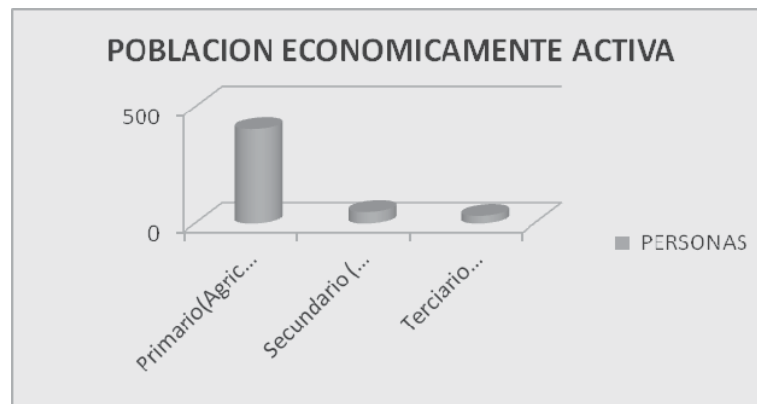 POBLACION ECONOMICAMENTE ACTIVA
500
0
PERSONAS
Primario(Agric...
Secundario (...
Terciario...